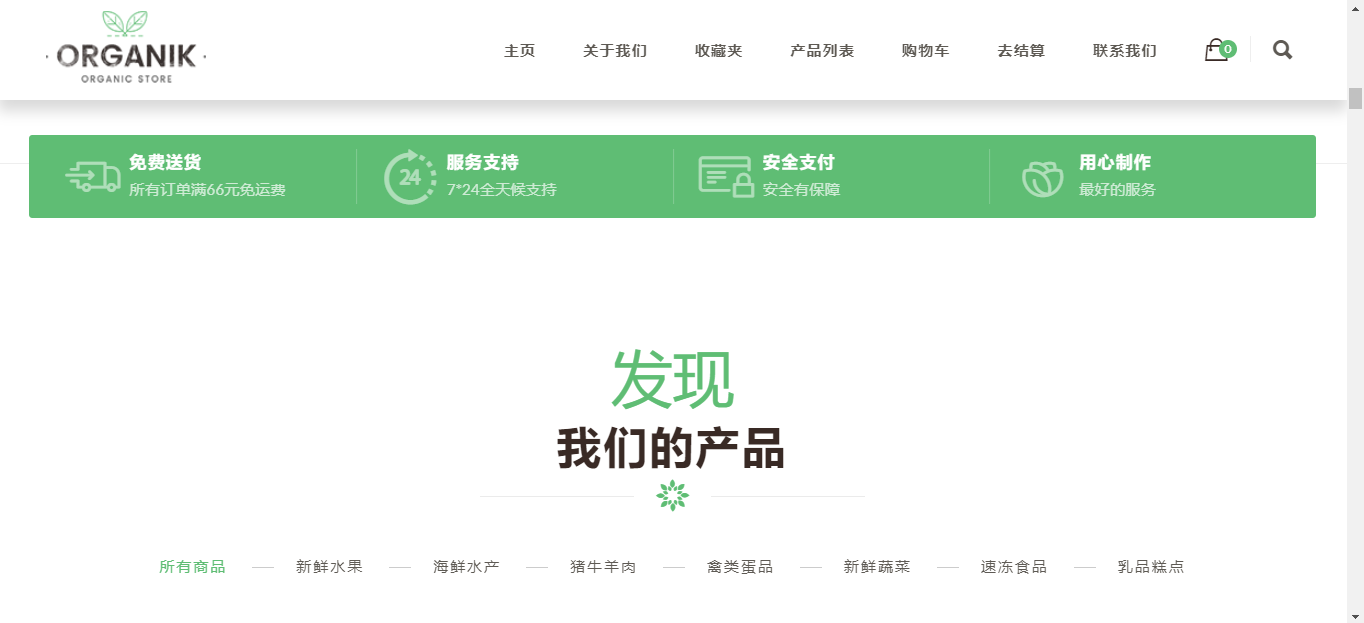 ORGANIK
ORGANIC STORE
主页 关于我们 收藏夹 产品列表 购物车 去结算 联系我们 0
免费送货
所有订单满66元免运费
24
服务支持
7*24全天候支持
安全支付
安全有保障
用心制作
最好的服务
发现
我们的产品
所有商品 新鲜水果 海鲜水产 猪牛羊肉 禽类蛋品 新鲜蔬菜 速冻食品 乳品糕点